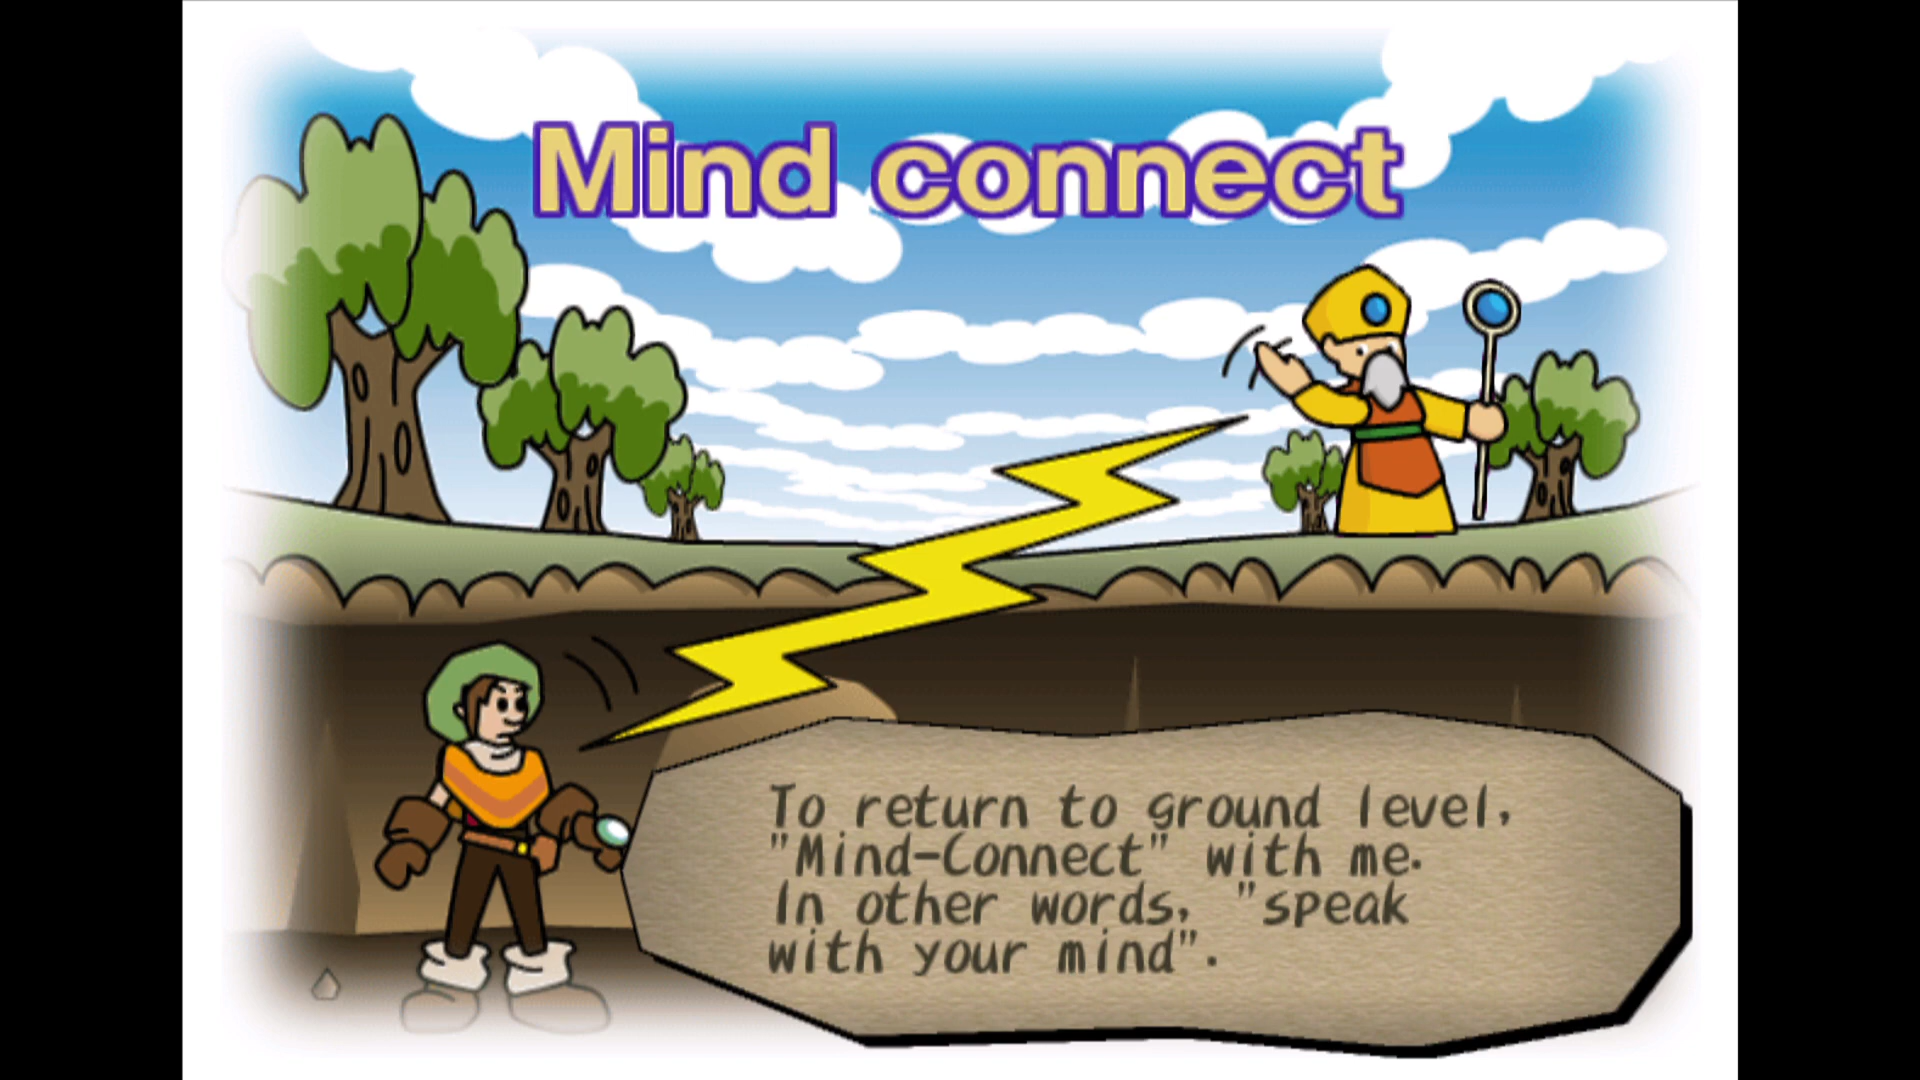 Mind connect
To return to ground level,
"Mind-Connect" with me.
In other words, "speak
with your mind".